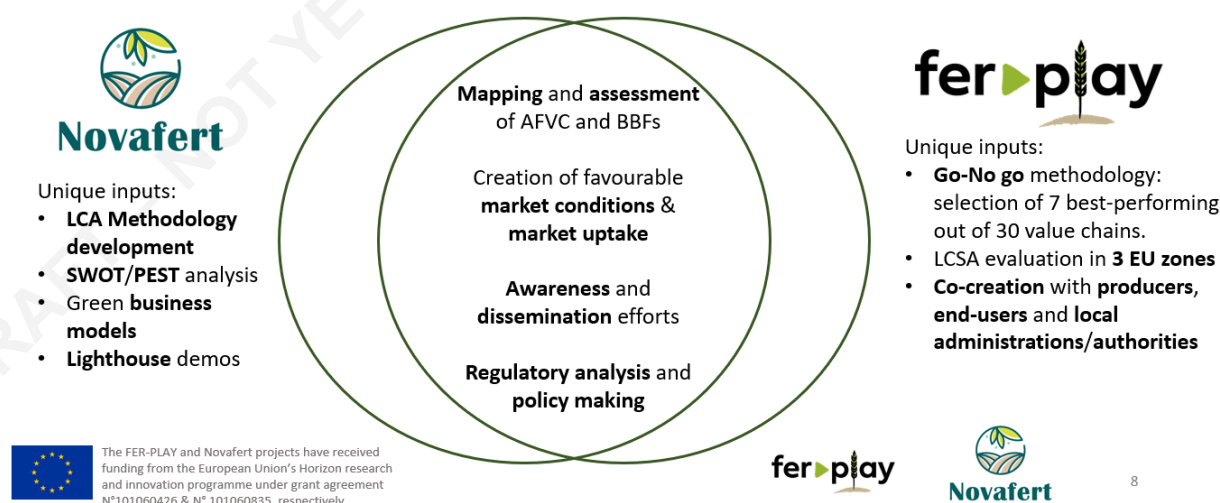 Novafert
Unique inputs:
• LCA Methodology
development
• SWOT/PEST analysis
• Green business
models
• Lighthouse demos
Mapping and assessment
of AFVC and BBFs
Creation of favourable
market conditions &
market uptake
Awareness and
dissemination efforts
Regulatory analysis and
policy making
fer play
Unique inputs:
• Go-No go methodology:
selection of 7 best-performing
out of 30 value chains.
• LCSA evaluation in 3 EU zones
• Co-creation with producers,
end-users and local
administrations/authorities
The FER-PLAY and Novafert projects have received
funding from the European Union's Horizon research
and innovation programme under grant agreement
N°101060426 & N° 101060835, respectively
fer play
Novafert
8